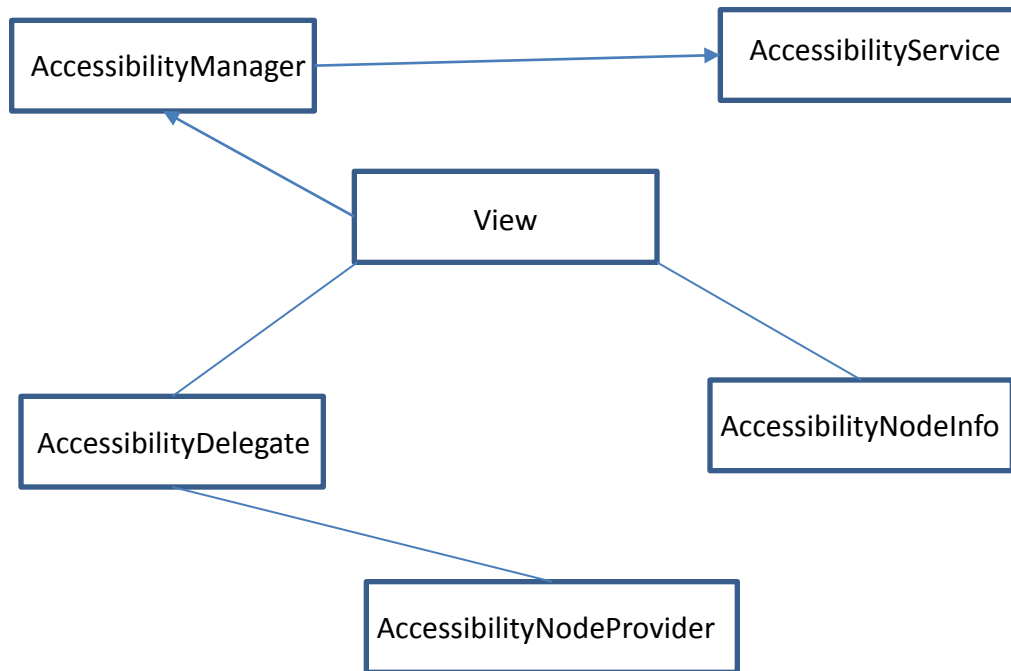 AccessibilityManager
AccessibilityService
View
AccessibilityDelegate
AccessibilityNodeInfo
AccessibilityNodeProvider